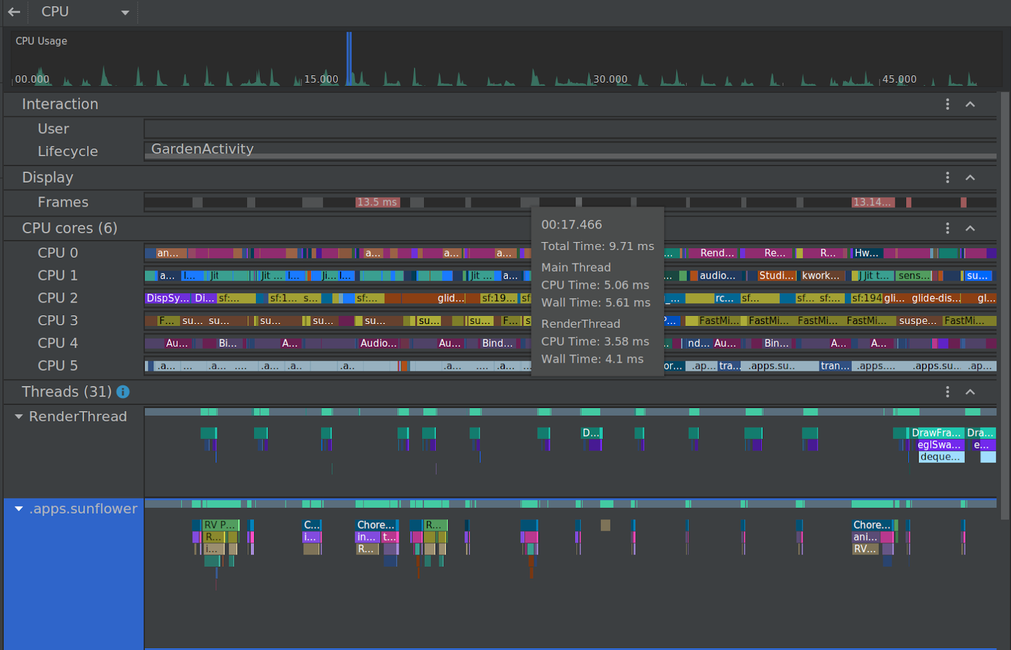 CPU
CPU Usage
00.000 15.000 30.000 45.000
Interaction
User
Lifecycle GardenActivity
Display
Frames 13.5 ms 13.14...
CPU cores (6)
CPU 0 an... a... a... a... Rend... Re... R... Hw...
CPU 1 a... l... Jit Jit ... l... Jit a... audio... Studi... kwork... Jit t... sens... su...
CPU 2 DispSy... Dl... sf:... sf:1... s... sf:... glid... sf:19... sf rc... sf:... sf... sf:... sf:194 gli... glide-dis... gl...
CPU 3 F... su... su... su... su... su... su... su... F... FastMi... FastMi... FastMi... FastMi... suspe... FastMi...
CPU 4 Au... Bi... A... Audio... Au... Bind... nd... Au... Bin... A... A...
CPU 5 .a... .... .a... .a.. .a.. .a... .... .a... or... .ap... tra... .apps.su... tran... .apps.... .apps.su... .ap...
00:17.466
Total Time: 9.71 ms
Main Thread
CPU Time: 5.06 ms
Wall Time: 5.61 ms
RenderThread
CPU Time: 3.58 ms
Wall Time: 4.1 ms
Threads (31)
RenderThread
D... DrawFra... Dra...
eglSwa... e...
deque...
.apps.sunflower
RV P... C... Chore... R... Chore...
R... i... in... t... ani...
i... R... RV...